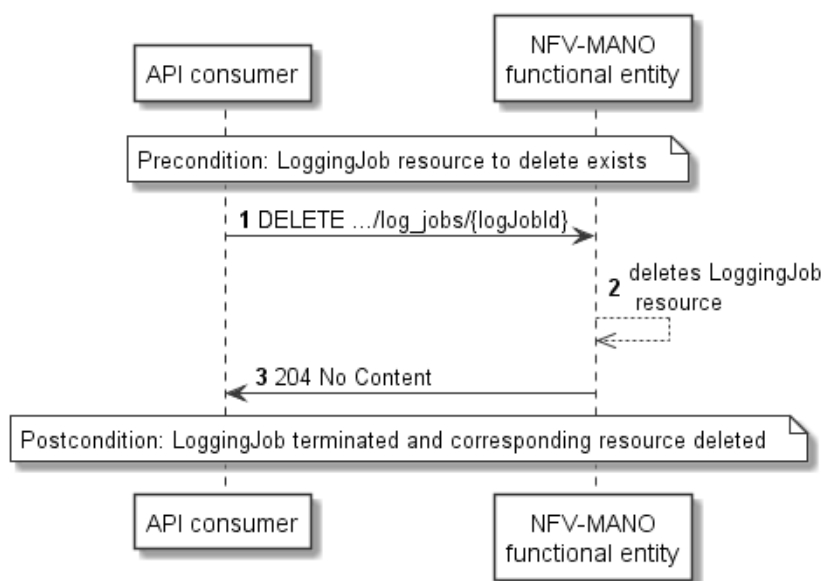 API consumer
NFV-MANO
functional entity
Precondition: LoggingJob resource to delete exists
1 DELETE .../log_jobs/{logJobId}
2 deletes LoggingJob
resource
3 204 No Content
Postcondition: LoggingJob terminated and corresponding resource deleted
API consumer
NFV-MANO
functional entity